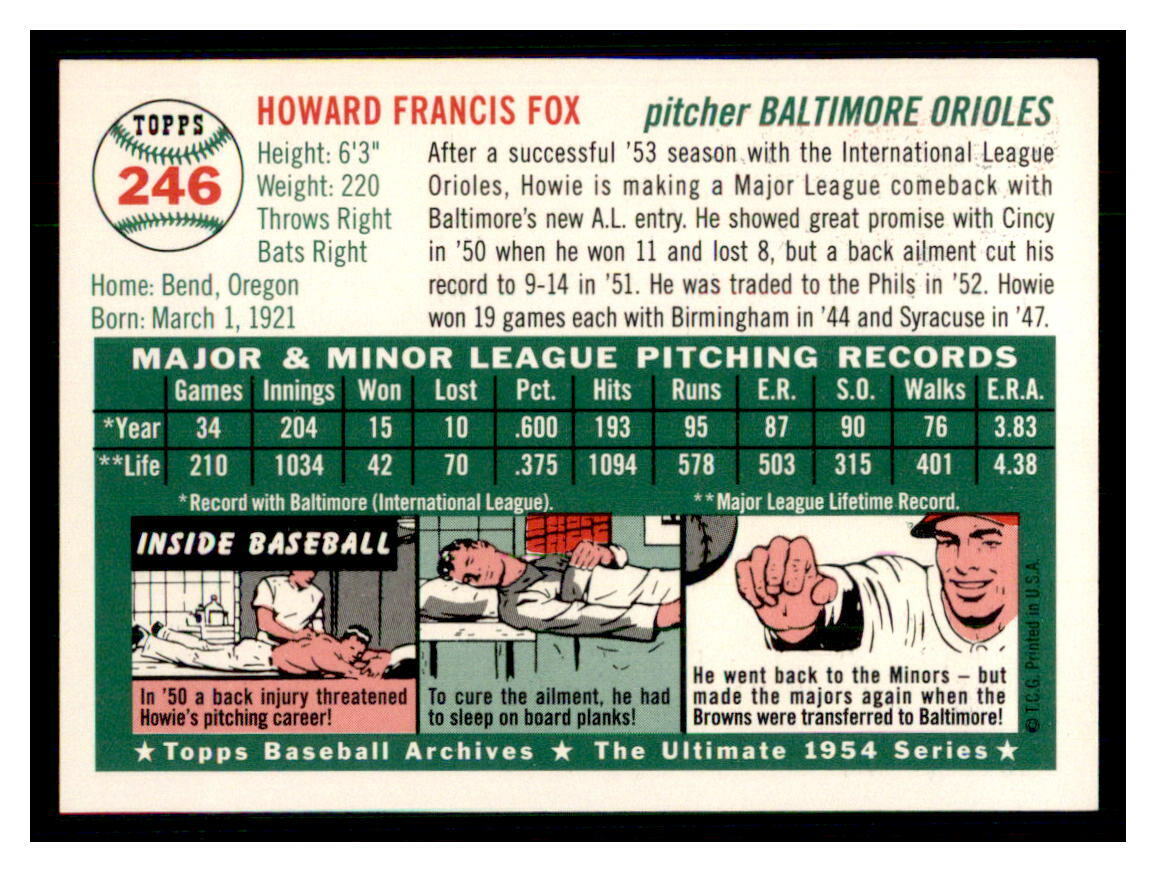 TOPPS
246
HOWARD FRANCIS FOX
pitcher BALTIMORE ORIOLES
Height: 6'3"
Weight: 220
Throws Right
Bats Right
Home: Bend, Oregon
Born: March 1, 1921
After a successful '53 season with the International League
Orioles, Howie is making a Major League comeback with
Baltimore's new A.L. entry. He showed great promise with Cincy
in '50 when he won 11 and lost 8, but a back ailment cut his
record to 9-14 in '51. He was traded to the Phils in '52. Howie
won 19 games each with Birmingham in '44 and Syracuse in '47.
MAJOR & MINOR LEAGUE PITCHING RECORDS
Games Innings Won Lost Pct. Hits Runs E.R. S.O. Walks E.R.A.
*Year 34 204 15 10 .600 193 95 87 90 76 3.83
**Life 210 1034 42 70 .375 1094 578 503 315 401 4.38
*Record with Baltimore (International League). **Major League Lifetime Record.
INSIDE BASEBALL
In '50 a back injury threatened
Howie's pitching career!
To cure the ailment, he had
to sleep on board planks!
He went back to the Minors – but
made the majors again when the
Browns were transferred to Baltimore!
© T.C.G. Printed in U.S.A.
★ Topps Baseball Archives ★ The Ultimate 1954 Series ★